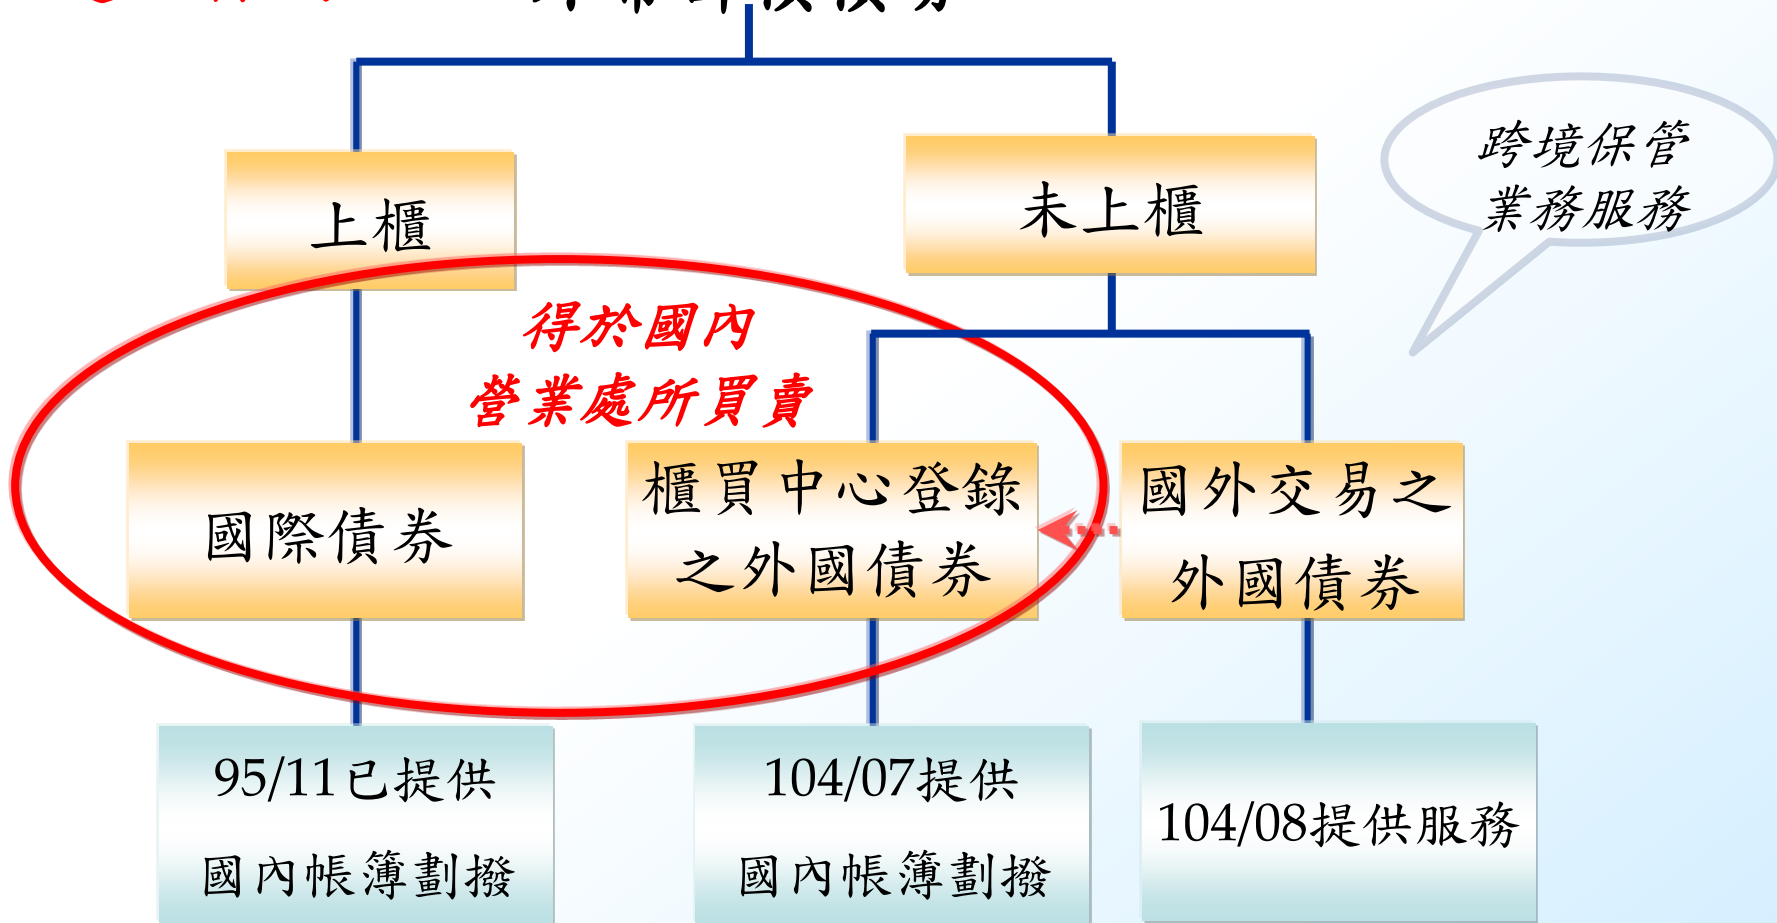 上櫃
未上櫃
跨境保管
業務服務
得於國內
營業處所買賣
國際債券
櫃買中心登錄
之外國債券
國外交易之
外國債券
95/11已提供
國內帳簿劃撥
104/07提供
國內帳簿劃撥
104/08提供服務